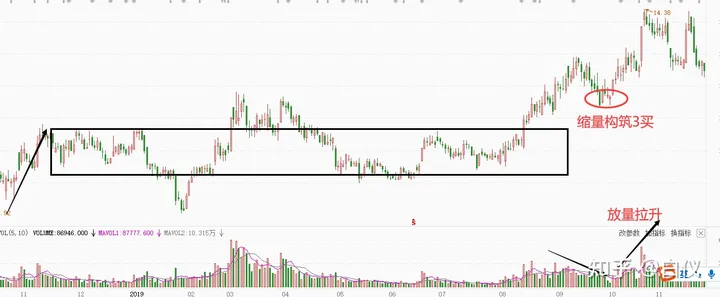 14.38
缩量构筑3买
.92
S
放量拉升
VOL(5,10) VOLUME:86946.000 ↓ MAVOL1:87777.600 ↓ MAVOL2:10.315万 ↓
改参数 加指标 换指标
知乎
11 12 2019 02 03 04 05 06 07 08 09 10 11